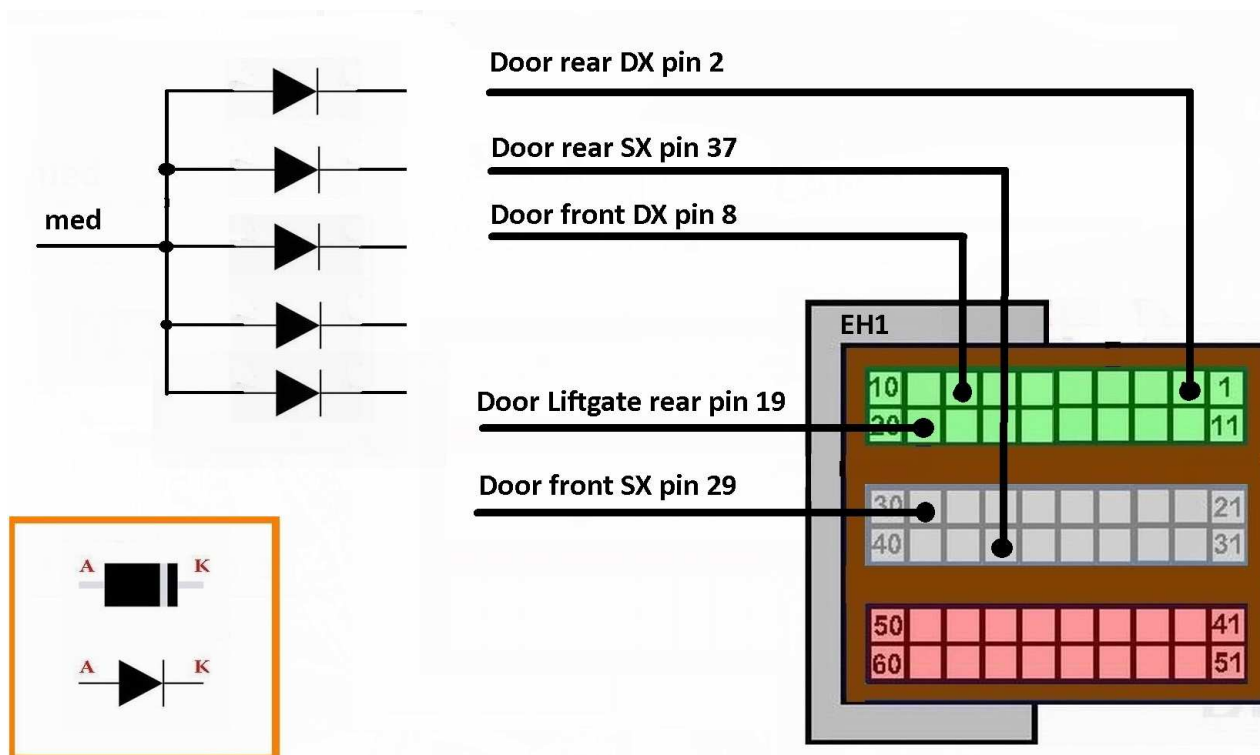 Door rear DX pin 2
Door rear SX pin 37
med
Door front DX pin 8
EH1
10 1
20 11
Door Liftgate rear pin 19
Door front SX pin 29
30 21
40 31
A K
50 41
60 51
A K